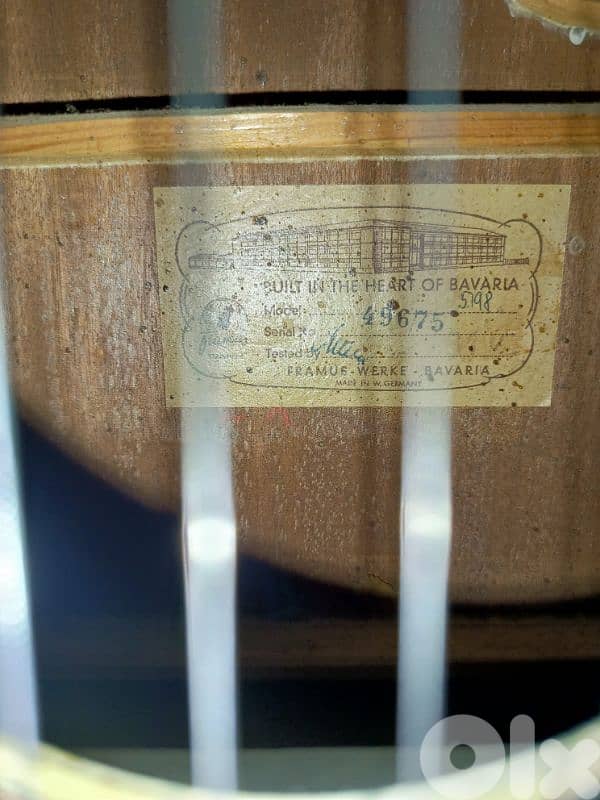 BUILT IN THE HEART OF BAVARIA
Model 5/98
49675
Serial No
Tested by
FRAMUS-WERKE - BAVARIA
MADE IN W. GERMANY
olx